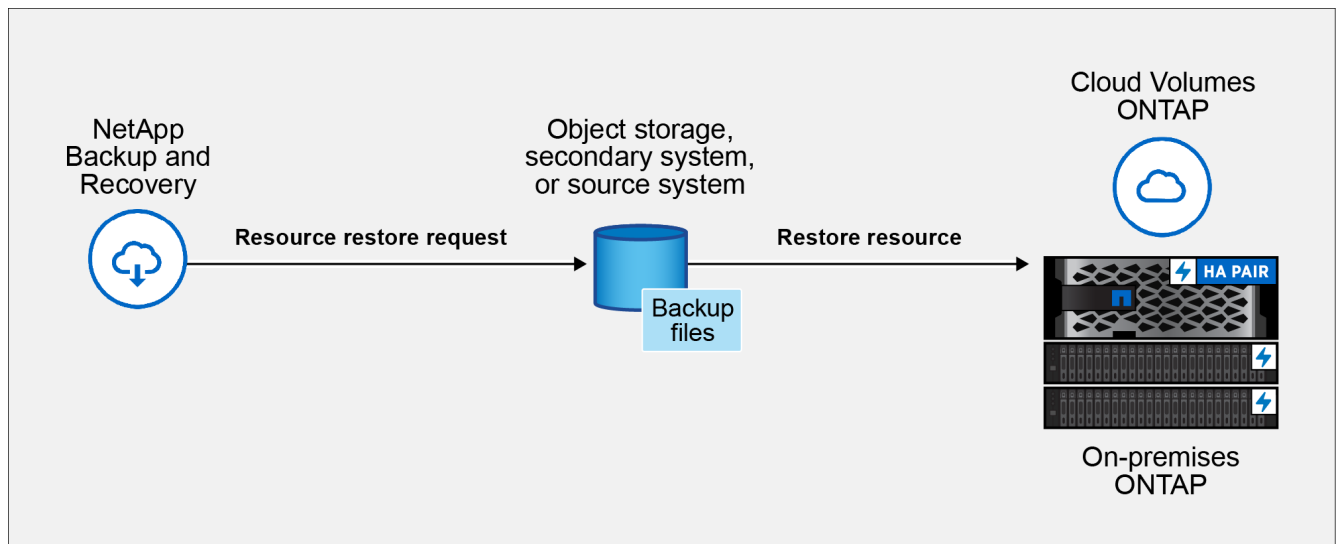 NetApp
Backup and
Recovery
Resource restore request
Object storage,
secondary system,
or source system
Backup
files
Restore resource
Cloud Volumes
ONTAP
HA PAIR
On-premises
ONTAP